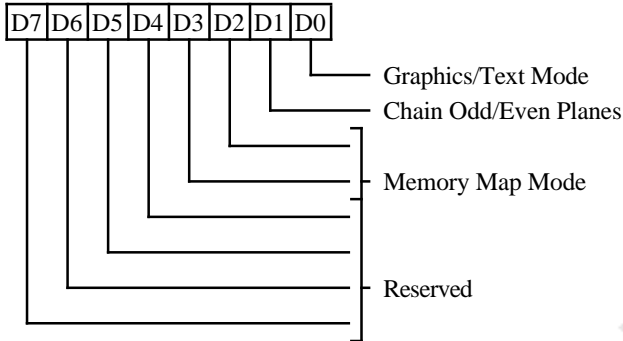 D7 D6 D5 D4 D3 D2 D1 D0
Graphics/Text Mode
Chain Odd/Even Planes
Memory Map Mode
Reserved